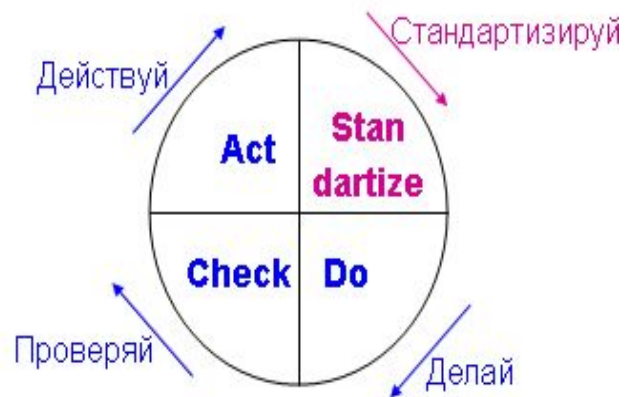 Стандартизируй
Действуй
Act
Stan
dartize
Check
Do
Проверяй
Делай